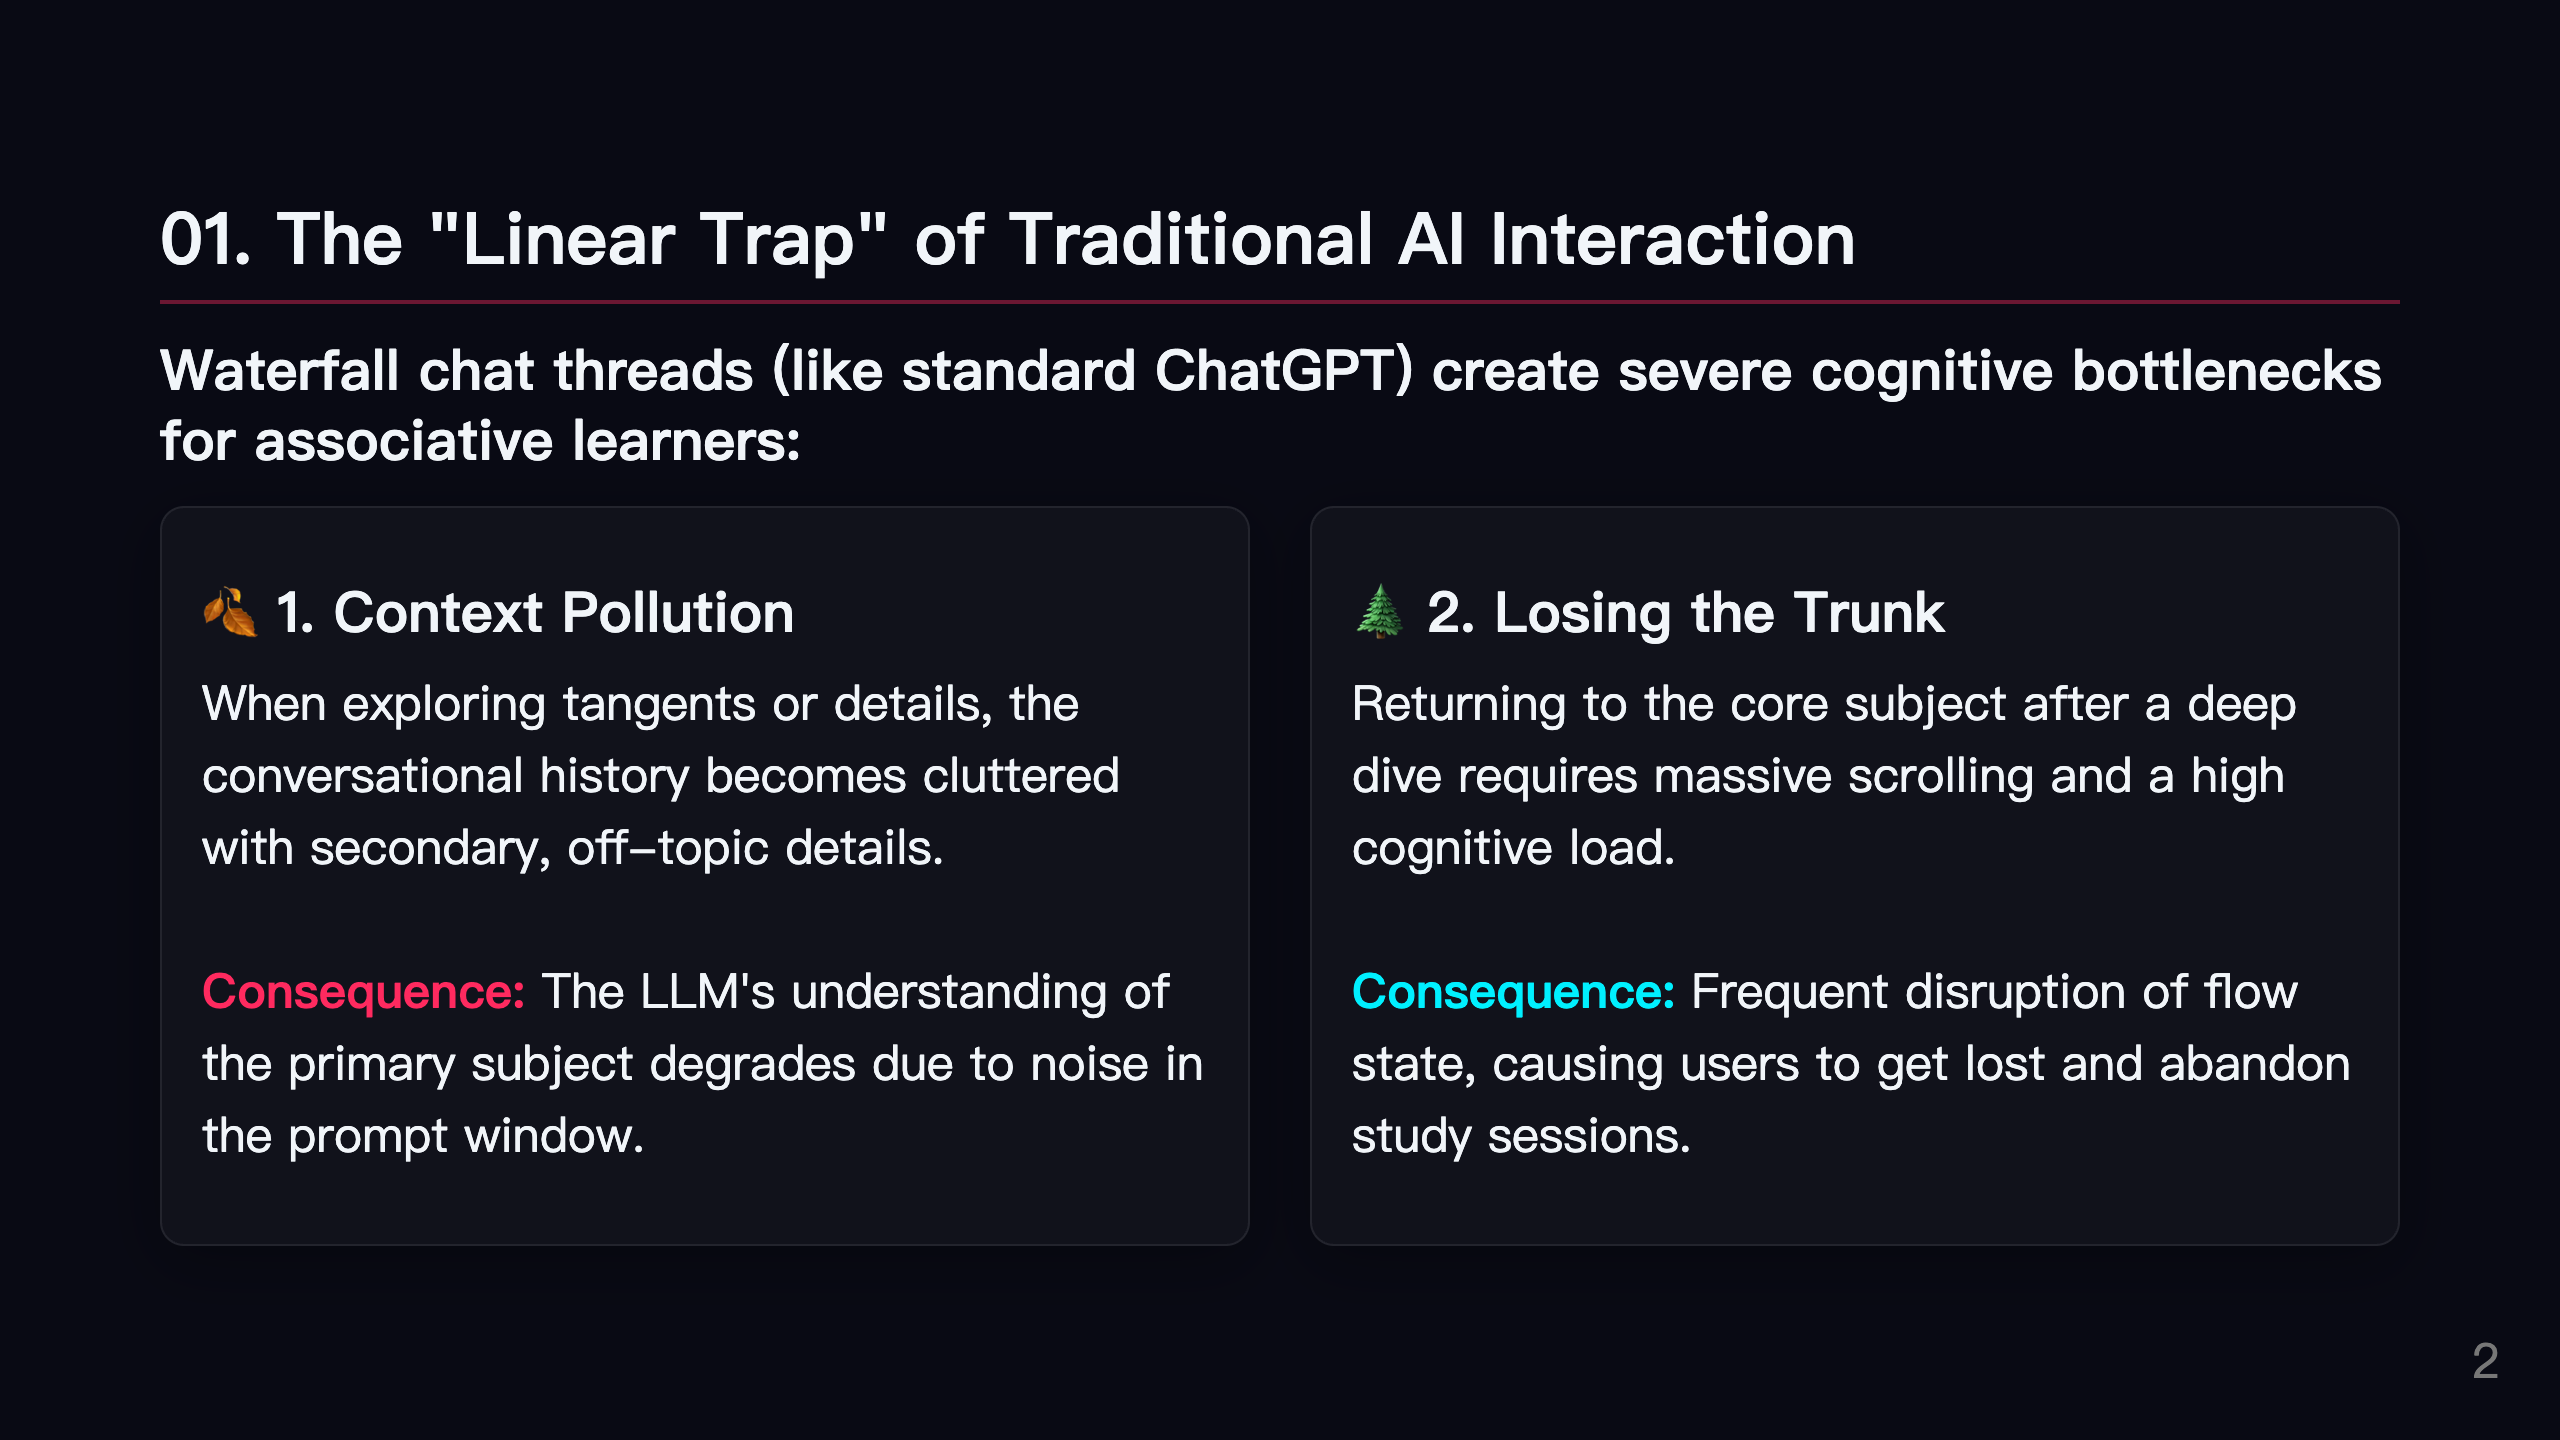 01. The "Linear Trap" of Traditional AI Interaction
Waterfall chat threads (like standard ChatGPT) create severe cognitive bottlenecks
for associative learners:
🍂 1. Context Pollution
When exploring tangents or details, the
conversational history becomes cluttered
with secondary, off-topic details.
Consequence: The LLM's understanding of
the primary subject degrades due to noise in
the prompt window.
🌲 2. Losing the Trunk
Returning to the core subject after a deep
dive requires massive scrolling and a high
cognitive load.
Consequence: Frequent disruption of flow
state, causing users to get lost and abandon
study sessions.
2